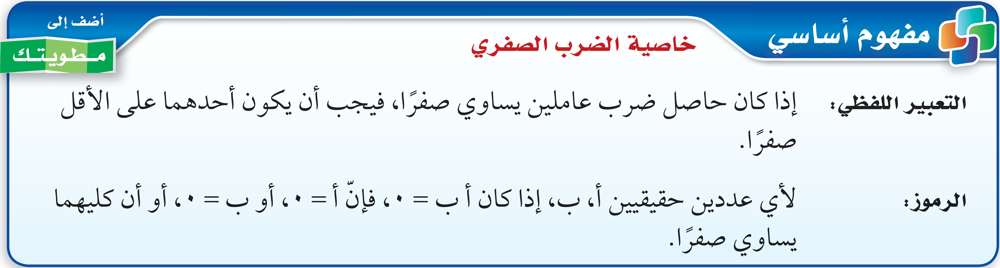 مفهوم أساسي
خاصية الضرب الصفري
أضف إلى
مـطويتـك
التعبير اللفظي: إذا كان حاصل ضرب عاملين يساوي صفرًا، فيجب أن يكون أحدهما على الأقل
صفرًا.
الرموز: لأي عددين حقيقيين أ، ب، إذا كان أ ب = ٠، فإنّ أ = ٠، أو ب = ٠، أو أن كليهما
يساوي صفرًا.